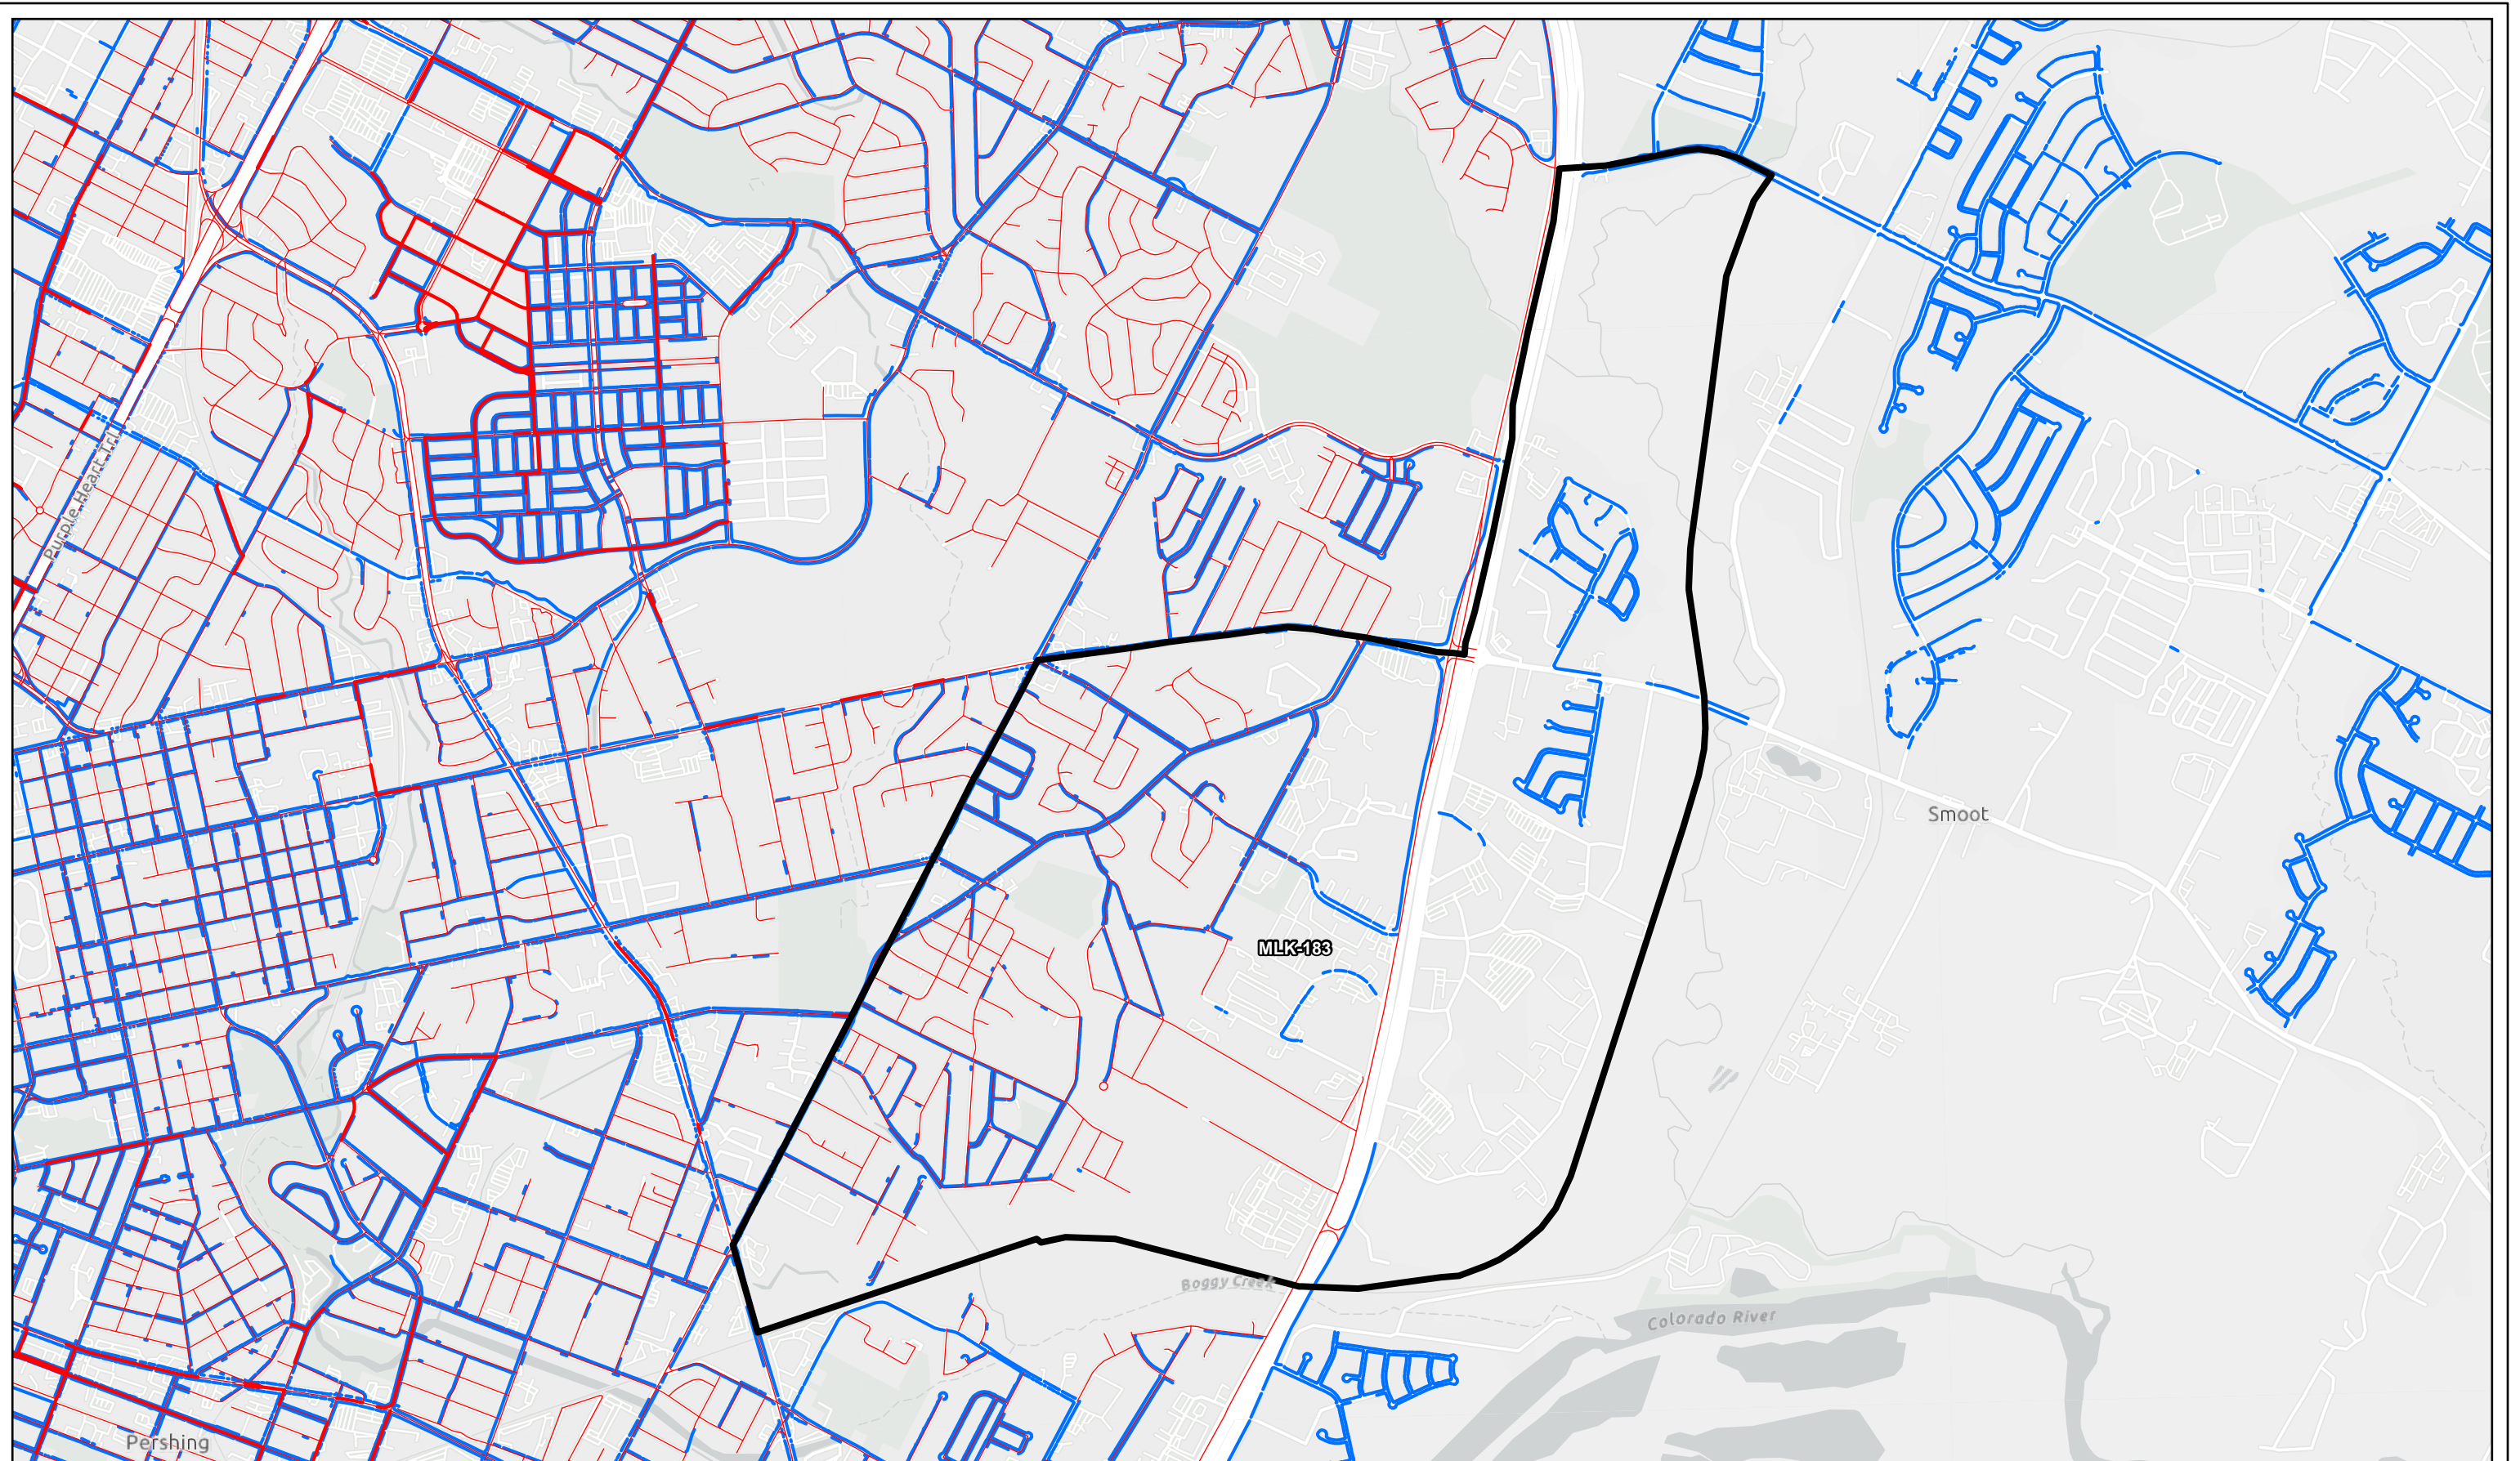 Purple Heart Trl
Smoot
MLK-183
Boggy Creek
Colorado River
Pershing